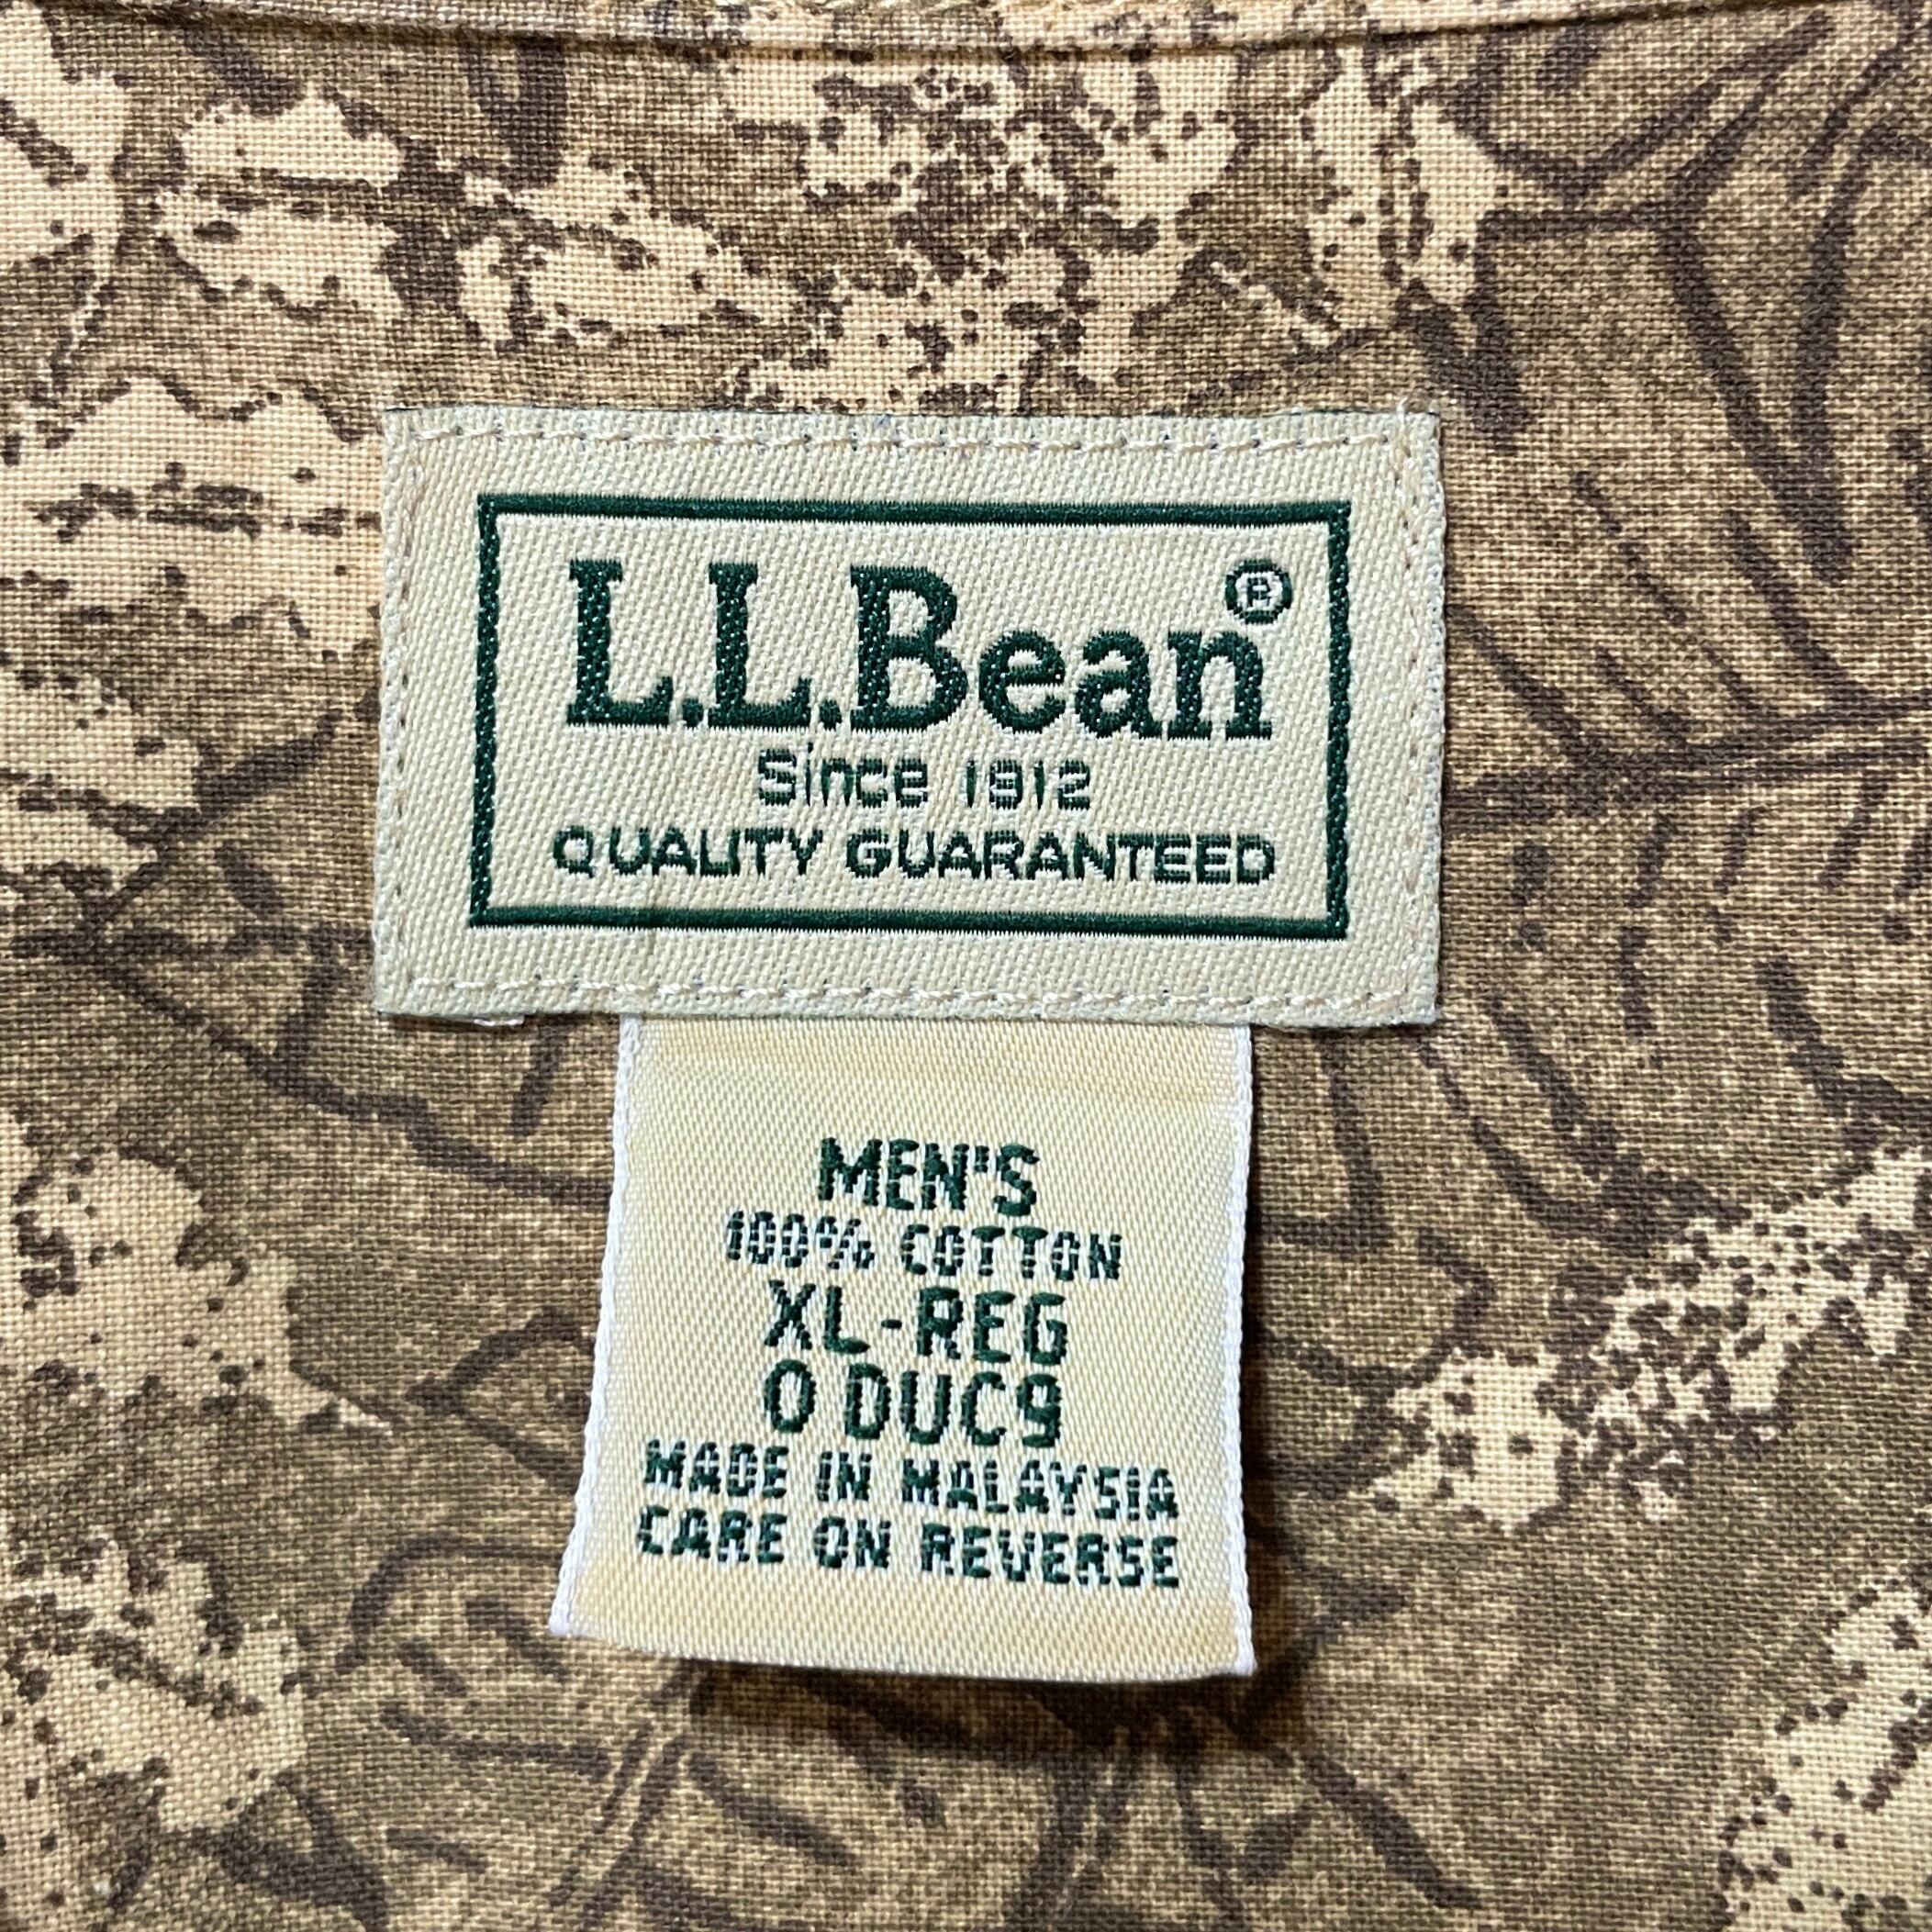 L.L.Bean®
Since 1912
QUALITY GUARANTEED
MEN'S
100% COTTON
XL-REG
0 DUC9
MADE IN MALAYSIA
CARE ON REVERSE